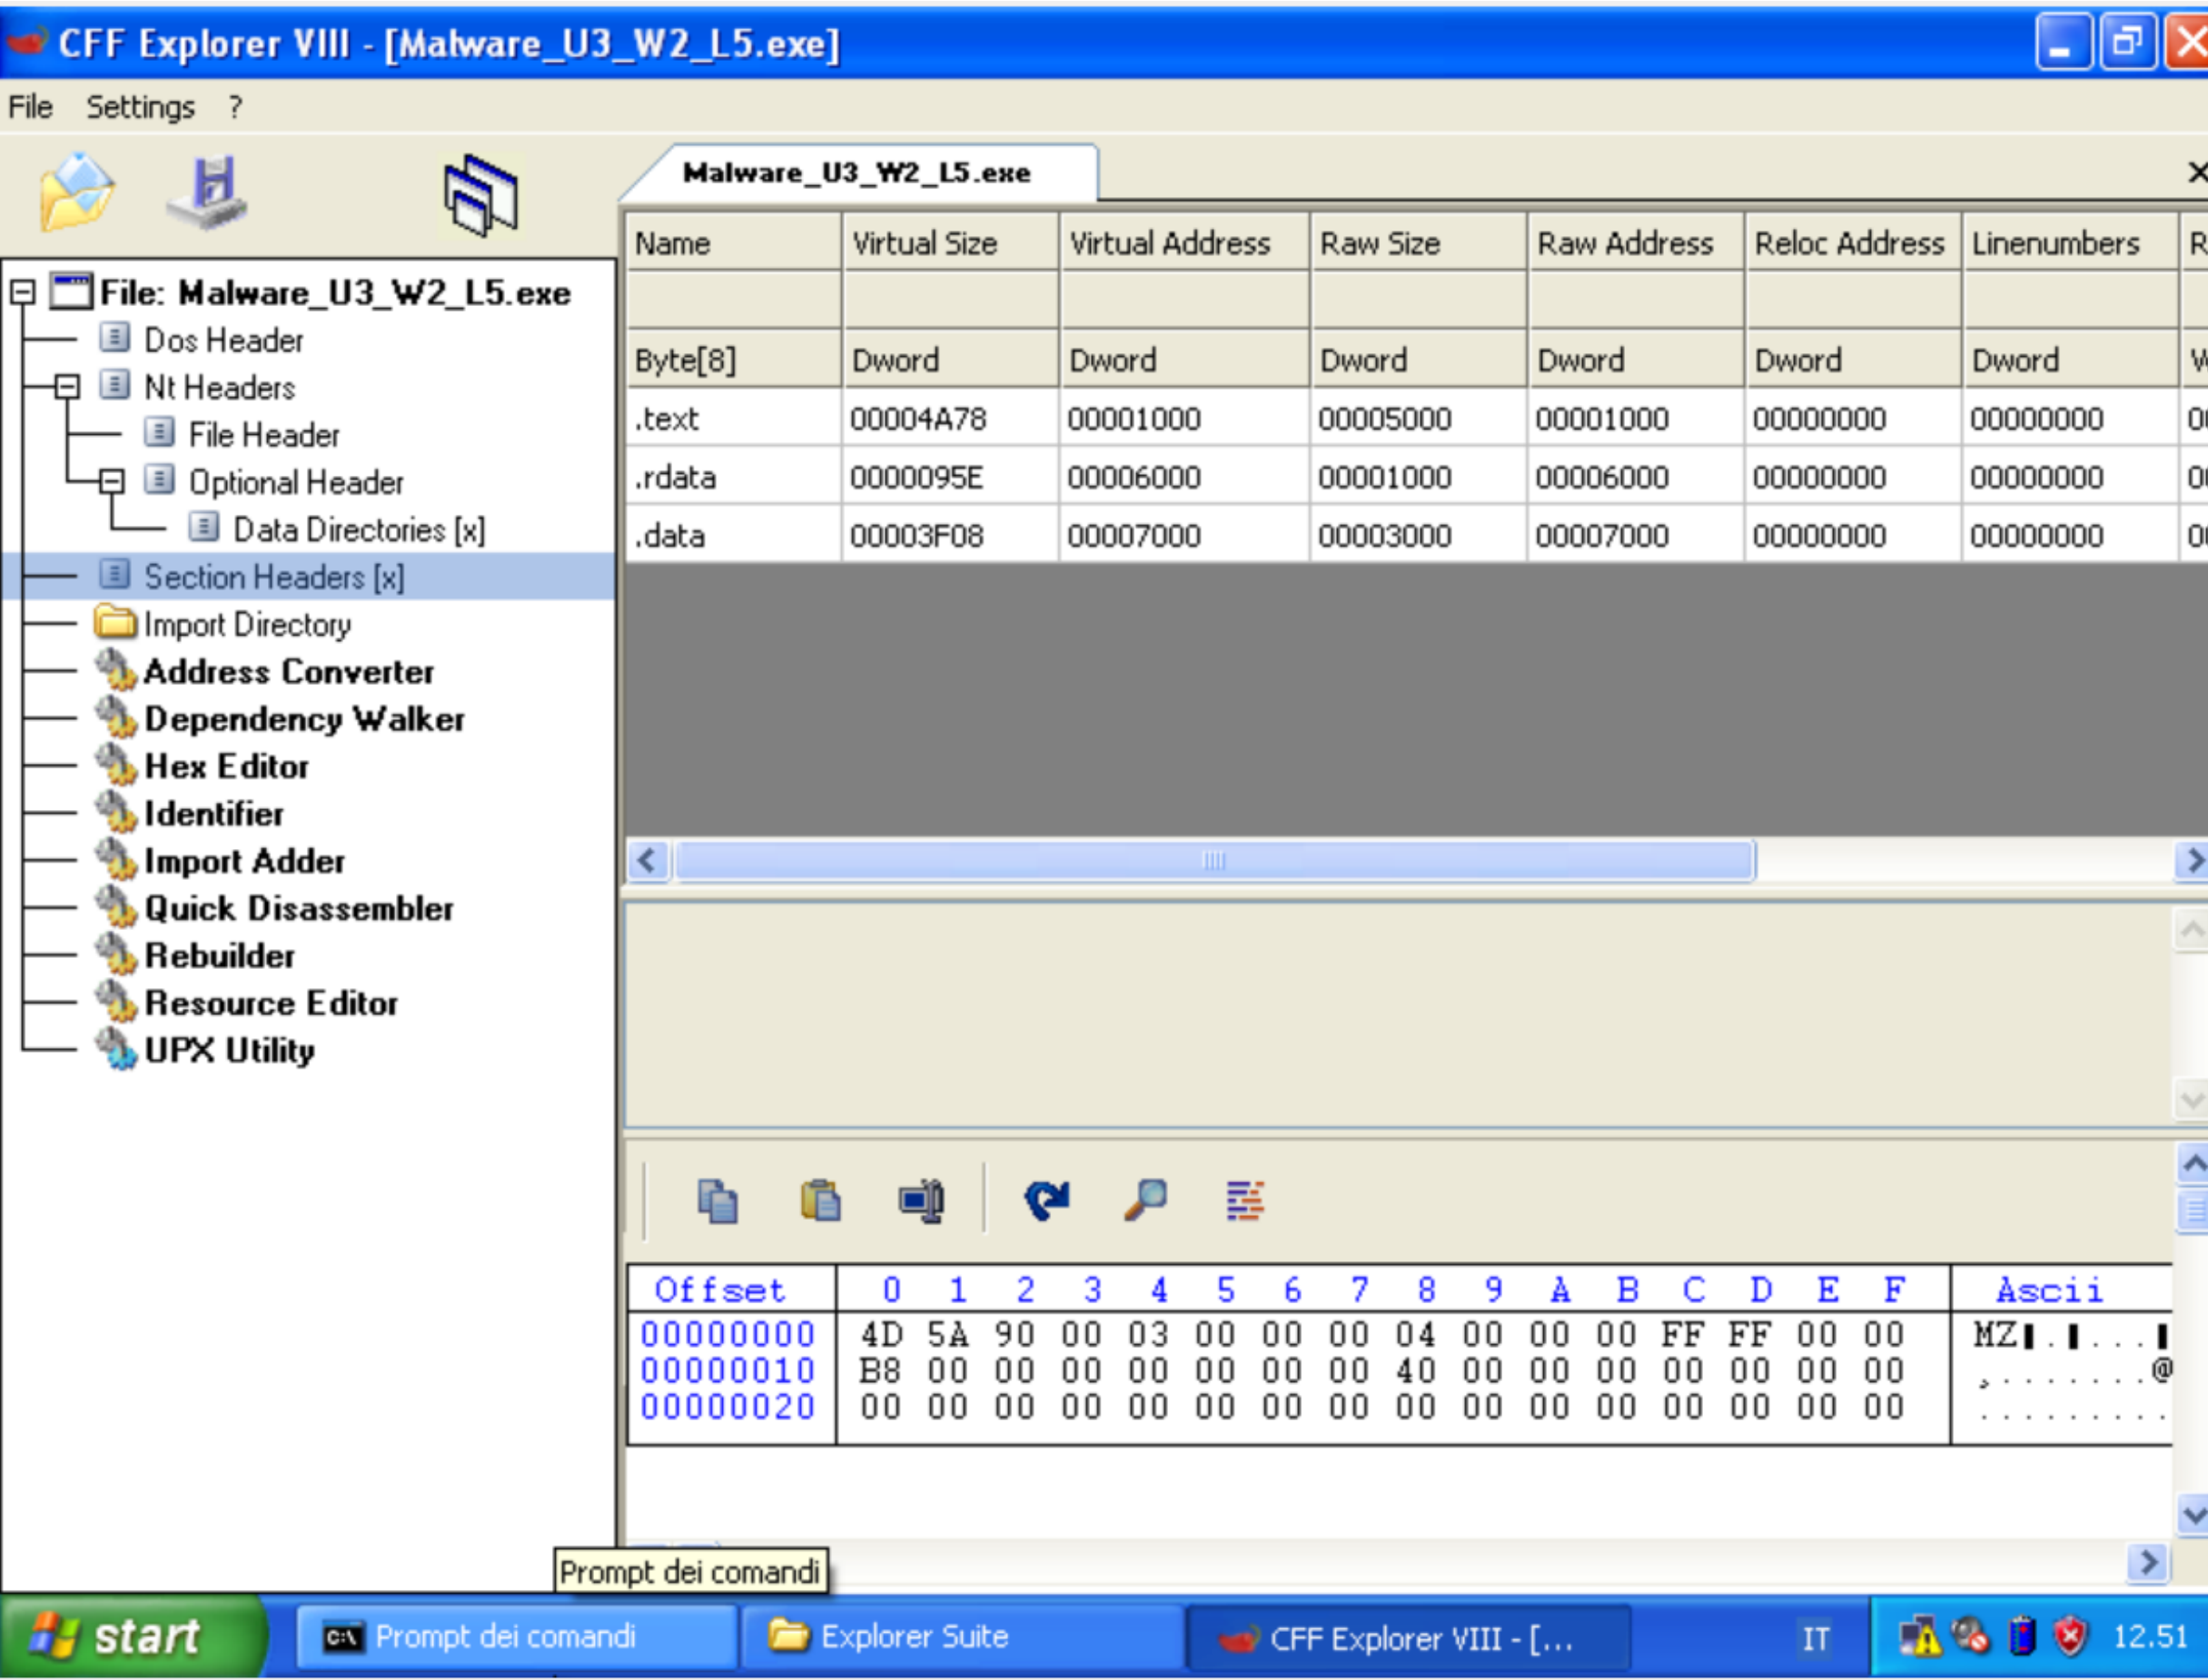 CFF Explorer VIII - [Malware_U3_W2_L5.exe]
File Settings ?
Malware_U3_W2_L5.exe
File: Malware_U3_W2_L5.exe
Dos Header
Nt Headers
File Header
Optional Header
Data Directories [x]
Section Headers [x]
Import Directory
Address Converter
Dependency Walker
Hex Editor
Identifier
Import Adder
Quick Disassembler
Rebuilder
Resource Editor
UPX Utility
Name Virtual Size Virtual Address Raw Size Raw Address Reloc Address Linenumbers
Byte[8] Dword Dword Dword Dword Dword Dword
.text 00004A78 00001000 00005000 00001000 00000000 00000000
.rdata 0000095E 00006000 00001000 00006000 00000000 00000000
.data 00003F08 00007000 00003000 00007000 00000000 00000000
Offset 0 1 2 3 4 5 6 7 8 9 A B C D E F Ascii
00000000 4D 5A 90 00 03 00 00 00 04 00 00 00 FF FF 00 00 MZ▮.▮...▮
00000010 B8 00 00 00 00 00 00 00 40 00 00 00 00 00 00 00 ¸.......@
00000020 00 00 00 00 00 00 00 00 00 00 00 00 00 00 00 00 .........
Prompt dei comandi
start Prompt dei comandi Explorer Suite CFF Explorer VIII - [... IT 12.51